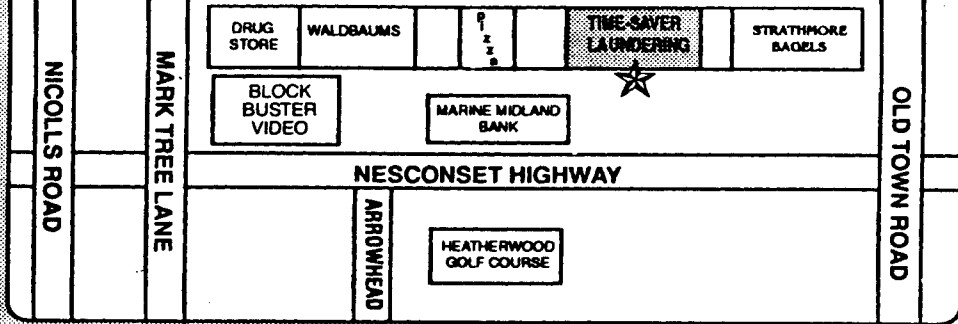 DRUG
STORE
WALDBAUMS
pizza
TIME-SAVER
LAUNDERING
STRATHMORE
BAGELS
NICOLLS ROAD
MARK TREE LANE
BLOCK
BUSTER
VIDEO
MARINE MIDLAND
BANK
OLD TOWN ROAD
NESCONSET HIGHWAY
ARROWHEAD
HEATHERWOOD
GOLF COURSE